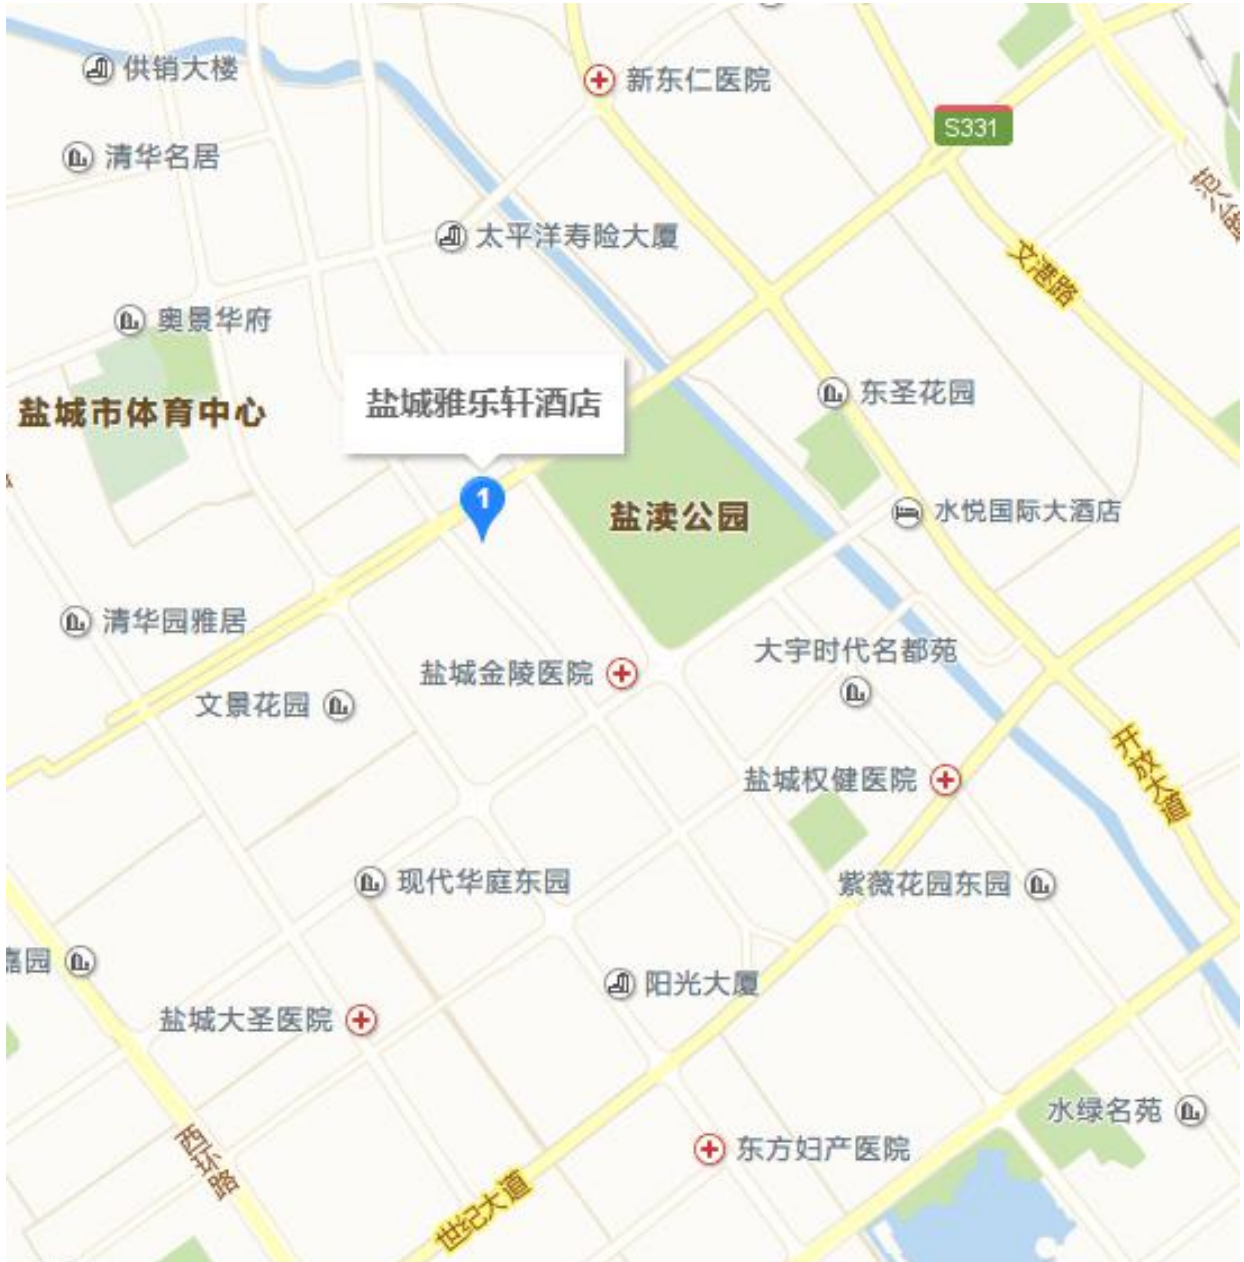 供销大楼
新东仁医院
S331
清华名居
太平洋寿险大厦
文港路
奥景华府
盐城市体育中心
盐城雅乐轩酒店
东圣花园
1
盐渎公园
水悦国际大酒店
清华园雅居
盐城金陵医院
大宇时代名都苑
文景花园
盐城权健医院
开放大道
现代华庭东园
紫薇花园东园
嘉园
阳光大厦
盐城大圣医院
水绿名苑
东方妇产医院
西环路
世纪大道